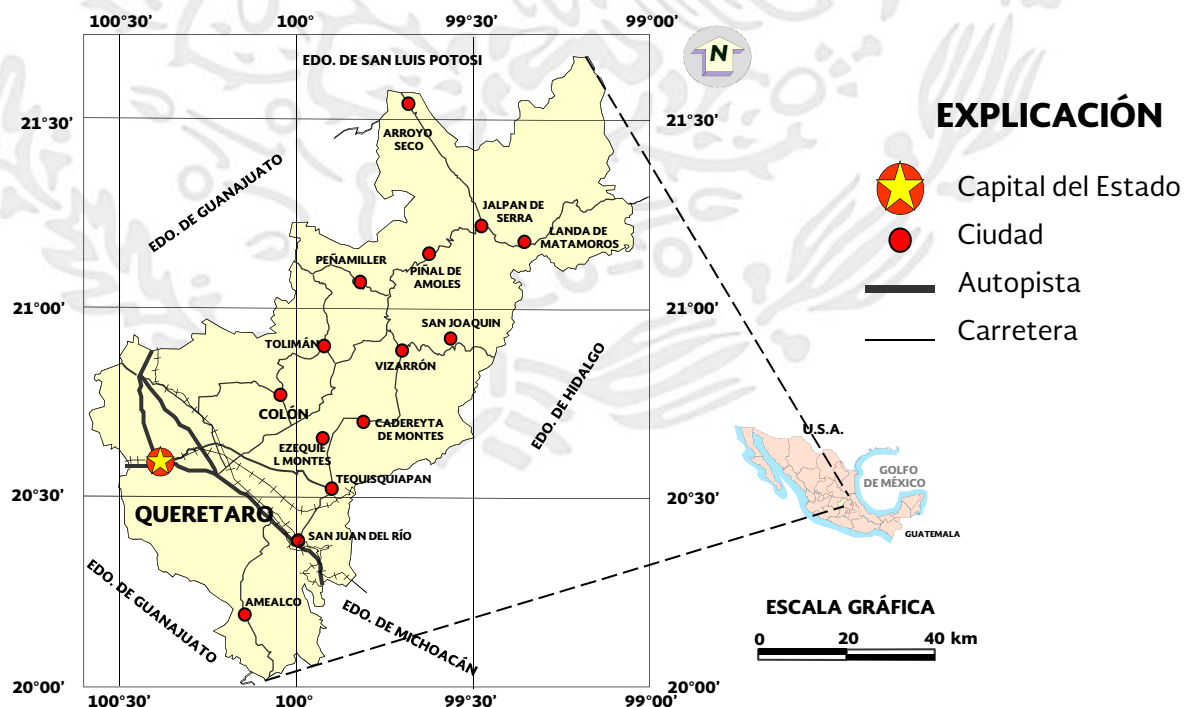 100°30'
100°
99°30'
99°00'
N
EDO. DE SAN LUIS POTOSI
21°30'
21°30'
ARROYO
SECO
EDO. DE GUANAJUATO
JALPAN DE
SERRA
LANDA DE
MATAMOROS
PEÑAMILLER
PIÑAL DE
AMOLES
21°00'
21°00'
SAN JOAQUIN
TOLIMÁN
VIZARRÓN
EDO. DE HIDALGO
COLÓN
CADEREYTA
DE MONTES
EZEQUIE
L MONTES
TEQUISQUIAPAN
20°30'
20°30'
QUERETARO
SAN JUAN DEL RÍO
EDO. DE GUANAJUATO
AMEALCO
EDO. DE MICHOACÁN
20°00'
20°00'
100°30'
100°
99°30'
99°00'
EXPLICACIÓN
Capital del Estado
Ciudad
Autopista
Carretera
U.S.A.
GOLFO
DE MÉXICO
GUATEMALA
ESCALA GRÁFICA
0 20 40 km